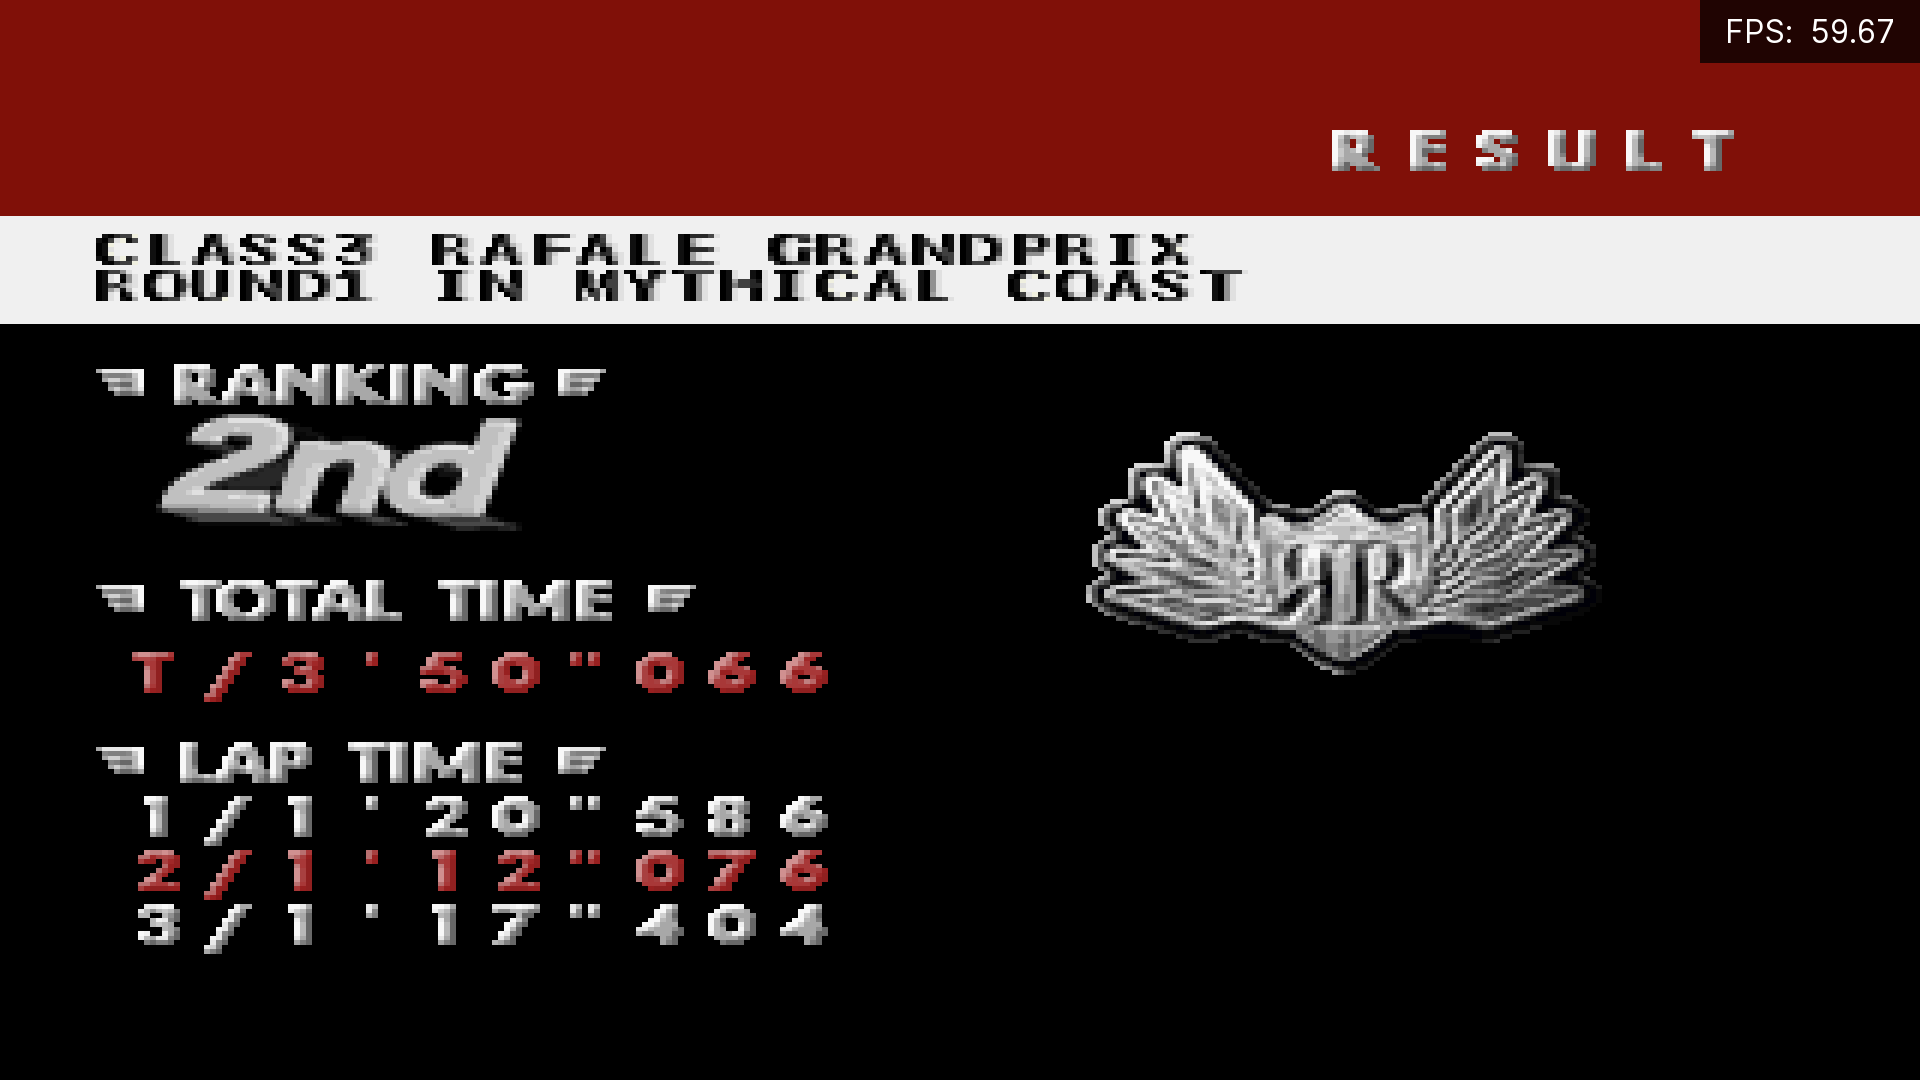 FPS: 59.67
RESULT
CLASS3 RAFALE GRANDPRIX
ROUND1 IN MYTHICAL COAST
RANKING
2nd
TOTAL TIME
T/3'50"066
LAP TIME
1/1'20"586
2/1'12"076
3/1'17"404